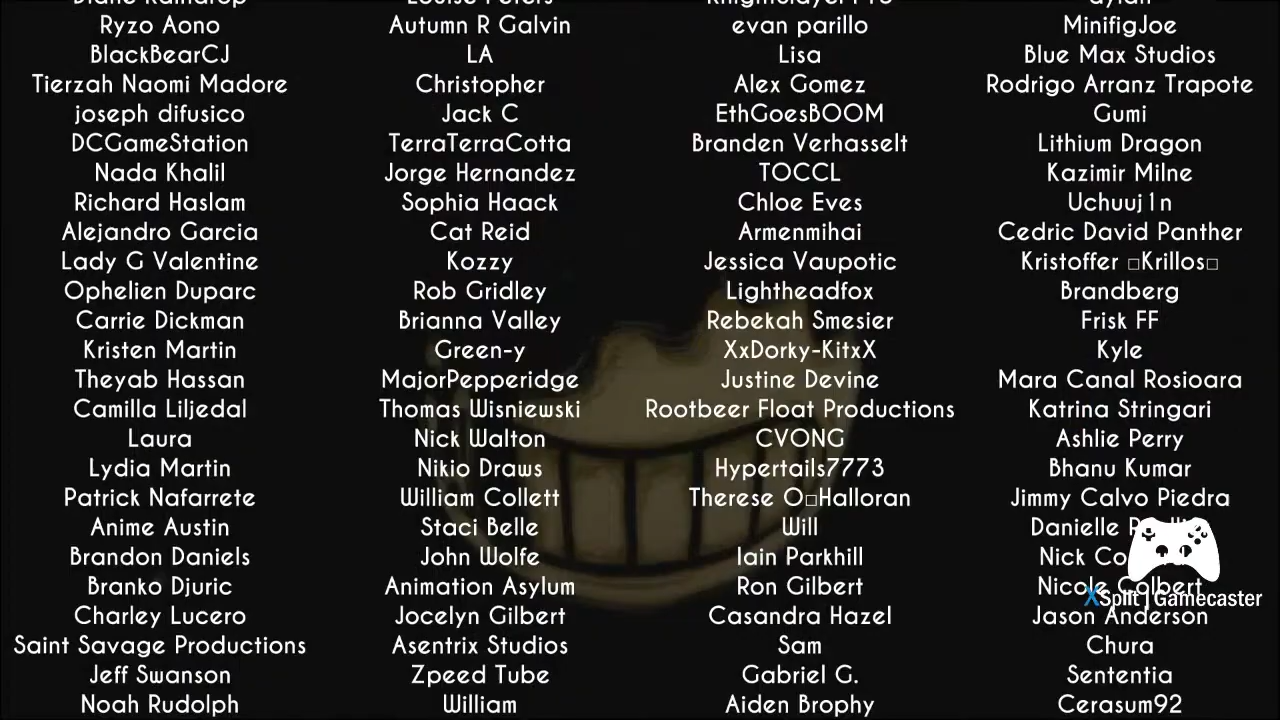 Ryzo Aono
BlackBearCJ
Tierzah Naomi Madore
joseph difusico
DCGameStation
Nada Khalil
Richard Haslam
Alejandro Garcia
Lady G Valentine
Ophelien Duparc
Carrie Dickman
Kristen Martin
Theyab Hassan
Camilla Liljedal
Laura
Lydia Martin
Patrick Nafarrete
Anime Austin
Brandon Daniels
Branko Djuric
Charley Lucero
Saint Savage Productions
Jeff Swanson
Noah Rudolph
Autumn R Galvin
LA
Christopher
Jack C
TerraTerraCotta
Jorge Hernandez
Sophia Haack
Cat Reid
Kozzy
Rob Gridley
Brianna Valley
Green-y
MajorPepperidge
Thomas Wisniewski
Nick Walton
Nikio Draws
William Collett
Staci Belle
John Wolfe
Animation Asylum
Jocelyn Gilbert
Asentrix Studios
Zpeed Tube
William
evan parillo
Lisa
Alex Gomez
EthGoesBOOM
Branden Verhasselt
TOCCL
Chloe Eves
Armenmihai
Jessica Vaupotic
Lightheadfox
Rebekah Smesier
XxDorky-KitxX
Justine Devine
Rootbeer Float Productions
CVONG
Hypertails7773
Therese O□Halloran
Will
Iain Parkhill
Ron Gilbert
Casandra Hazel
Sam
Gabriel G.
Aiden Brophy
MinifigJoe
Blue Max Studios
Rodrigo Arranz Trapote
Gumi
Lithium Dragon
Kazimir Milne
Uchuuj1n
Cedric David Panther
Kristoffer □Krillos□
Brandberg
Frisk FF
Kyle
Mara Canal Rosioara
Katrina Stringari
Ashlie Perry
Bhanu Kumar
Jimmy Calvo Piedra
Danielle
Nick
Nicole Colbert
Jason Anderson
Chura
Sententia
Cerasum92
XSplit | Gamecaster